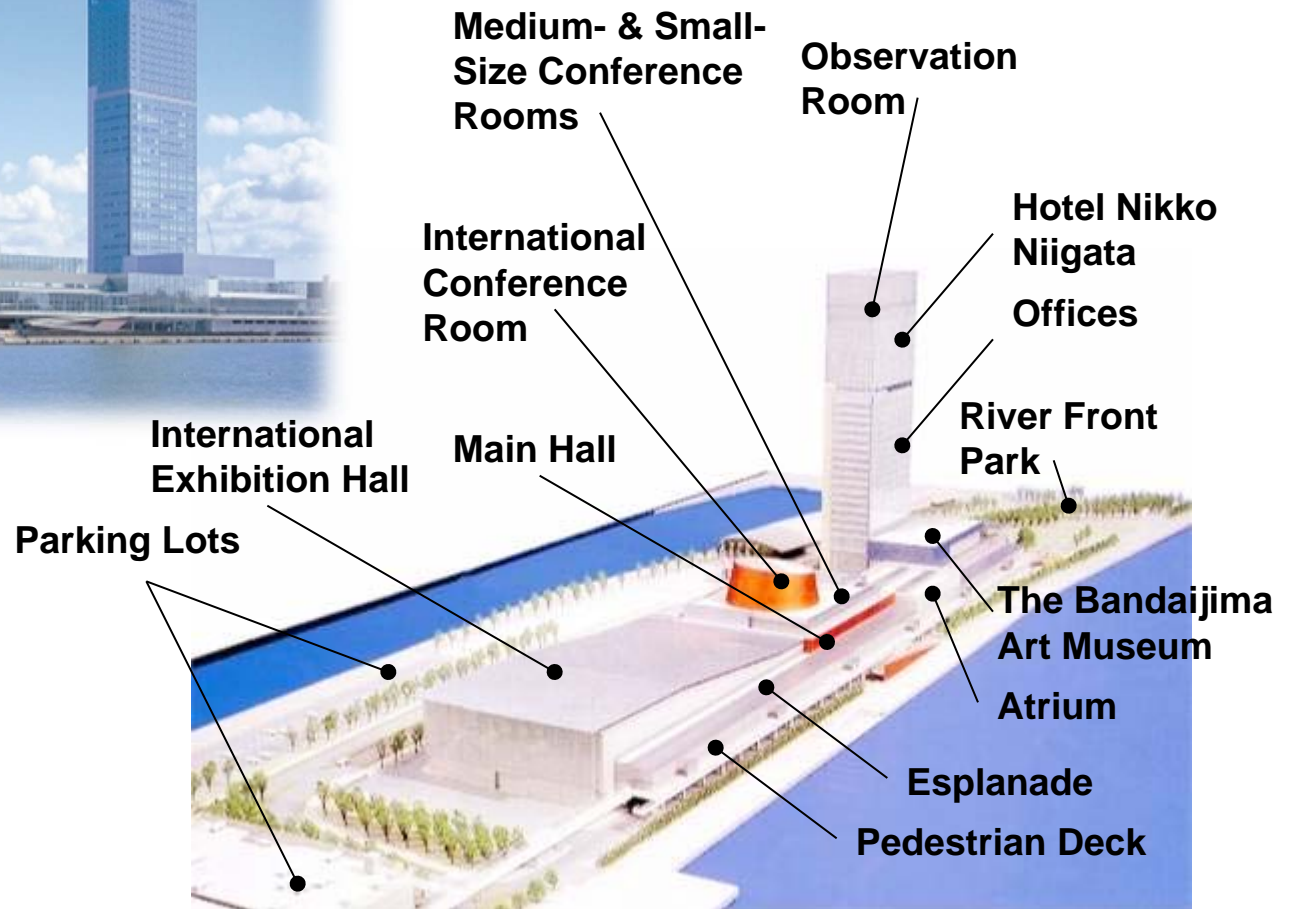 Medium- & Small-
Size Conference
Rooms
Observation
Room
Hotel Nikko
Niigata
International
Conference
Room
Offices
River Front
Park
International
Exhibition Hall
Main Hall
Parking Lots
The Bandaijima
Art Museum
Atrium
Esplanade
Pedestrian Deck